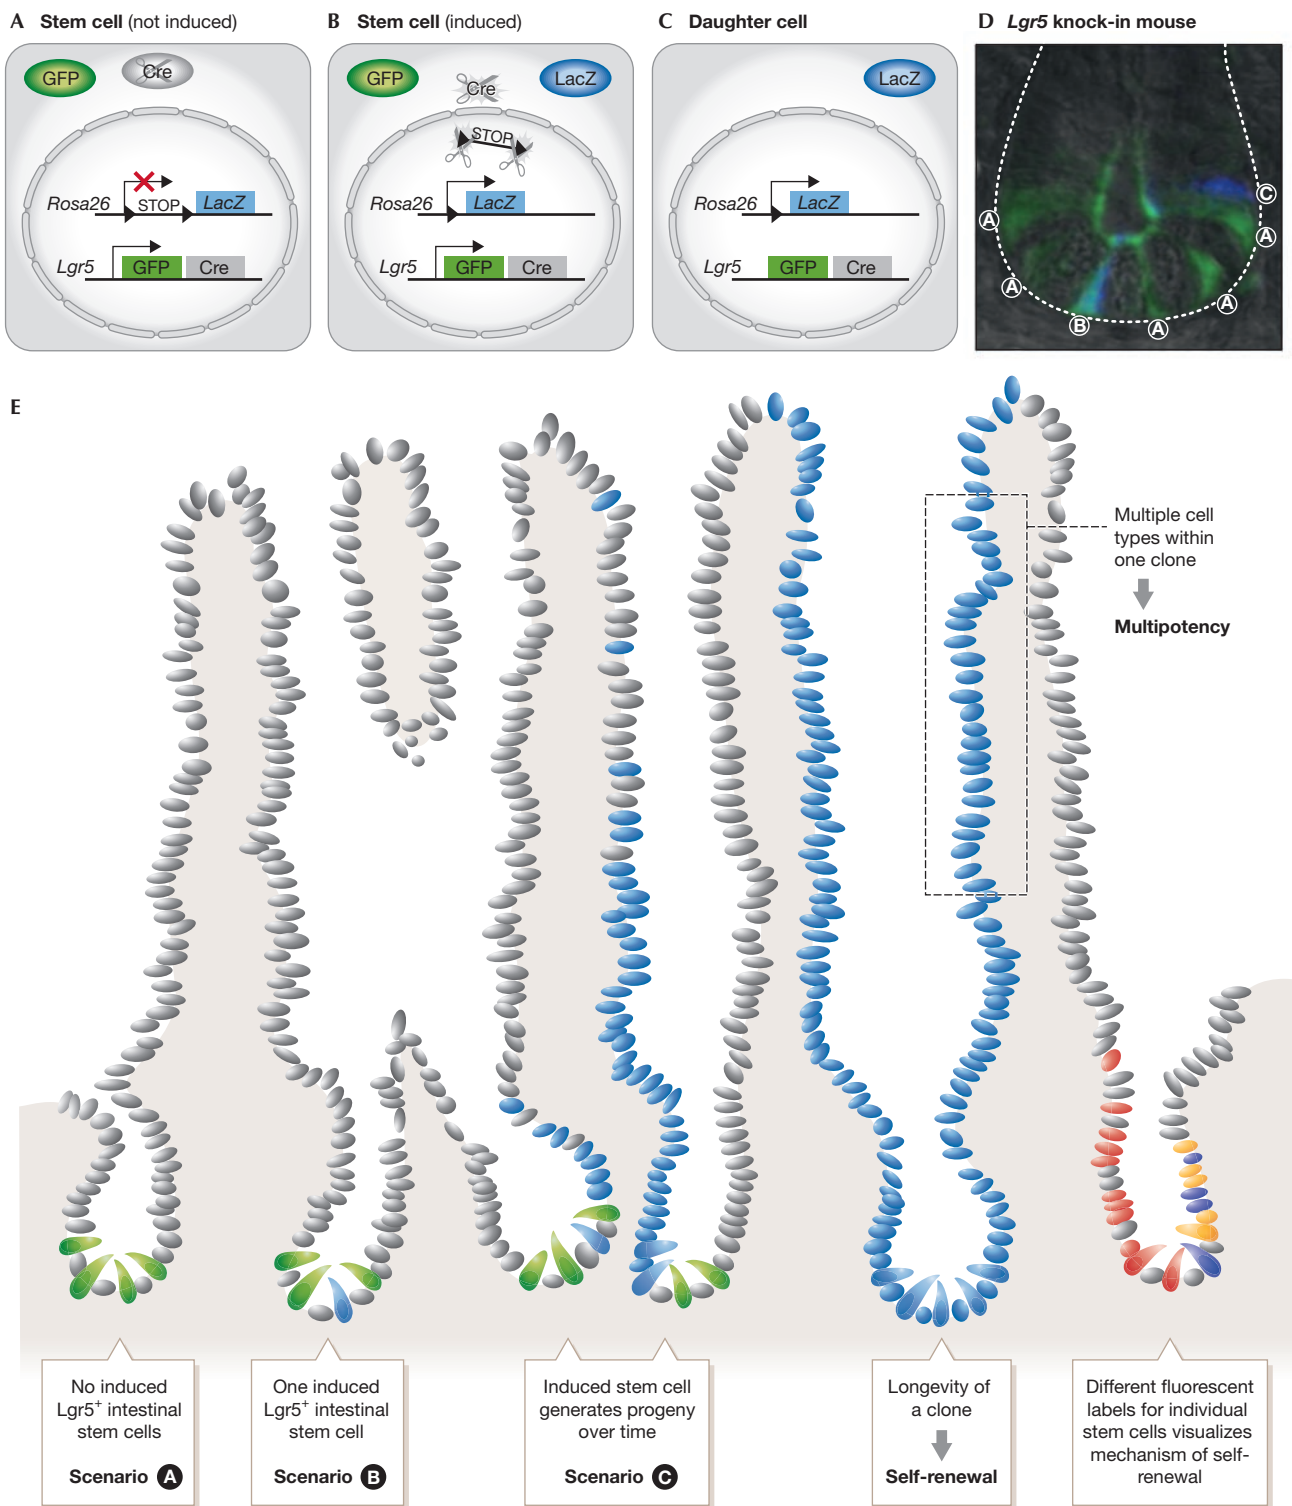 A Stem cell (not induced)
GFP
Cre
Rosa26
STOP
LacZ
Lgr5
GFP
Cre
B Stem cell (induced)
GFP
Cre
LacZ
STOP
Rosa26
LacZ
Lgr5
GFP
Cre
C Daughter cell
LacZ
Rosa26
LacZ
Lgr5
GFP
Cre
D Lgr5 knock-in mouse
A
A
B
A
A
A
C
E
Multiple cell
types within
one clone
Multipotency
No induced
Lgr5⁺ intestinal
stem cells
Scenario A
One induced
Lgr5⁺ intestinal
stem cell
Scenario B
Induced stem cell
generates progeny
over time
Scenario C
Longevity of
a clone
Self-renewal
Different fluorescent
labels for individual
stem cells visualizes
mechanism of self-
renewal